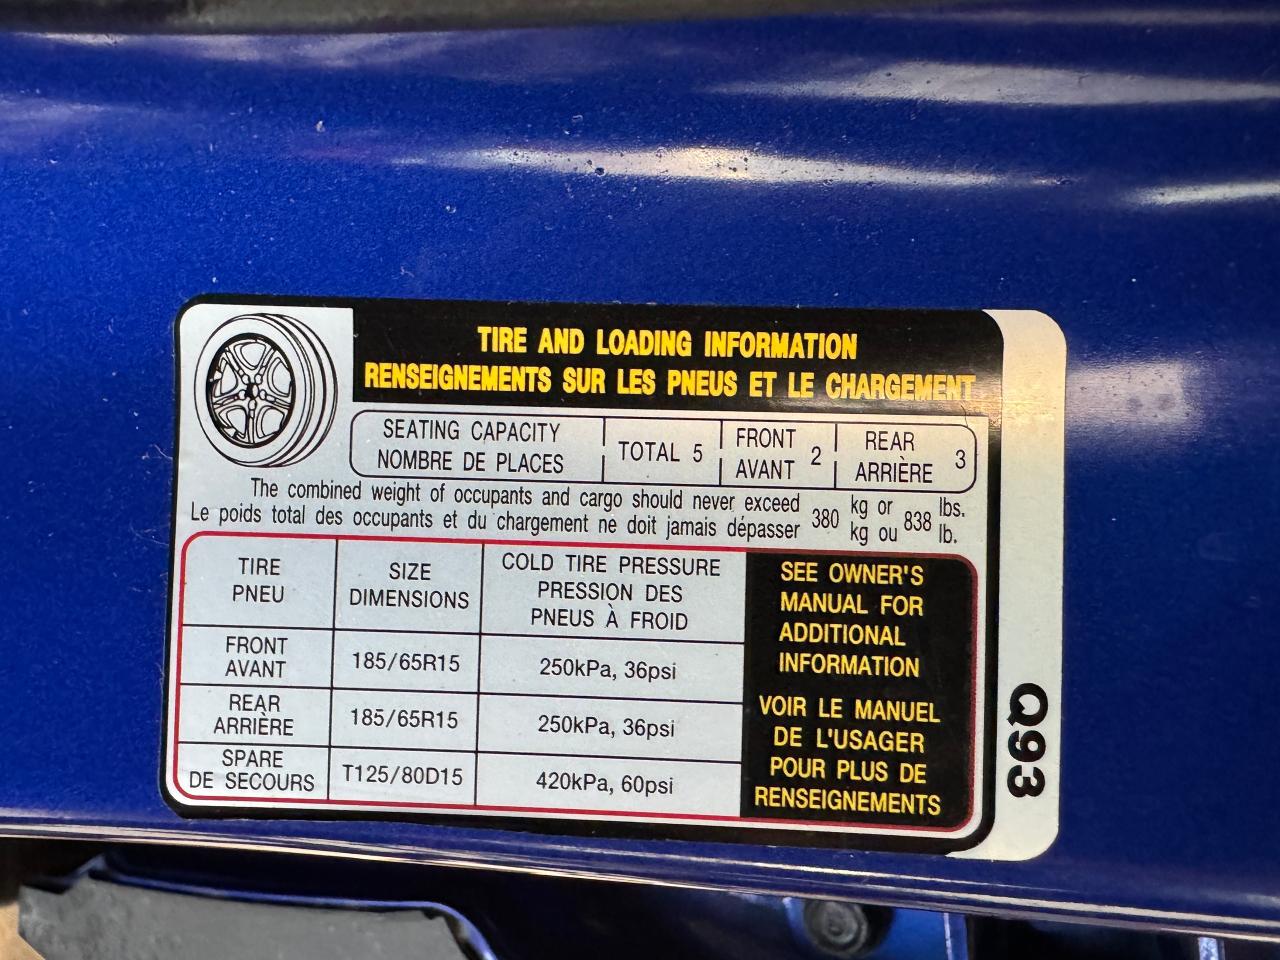 TIRE AND LOADING INFORMATION
RENSEIGNEMENTS SUR LES PNEUS ET LE CHARGEMENT
SEATING CAPACITY
NOMBRE DE PLACES
TOTAL 5
FRONT
AVANT
2
REAR
ARRIÈRE
3
The combined weight of occupants and cargo should never exceed 380 kg or 838 lbs.
Le poids total des occupants et du chargement ne doit jamais dépasser kg ou lb.
TIRE
PNEU
SIZE
DIMENSIONS
COLD TIRE PRESSURE
PRESSION DES
PNEUS À FROID
FRONT
AVANT
185/65R15
250kPa, 36psi
REAR
ARRIÈRE
185/65R15
250kPa, 36psi
SPARE
DE SECOURS
T125/80D15
420kPa, 60psi
SEE OWNER'S
MANUAL FOR
ADDITIONAL
INFORMATION
VOIR LE MANUEL
DE L'USAGER
POUR PLUS DE
RENSEIGNEMENTS
Q93